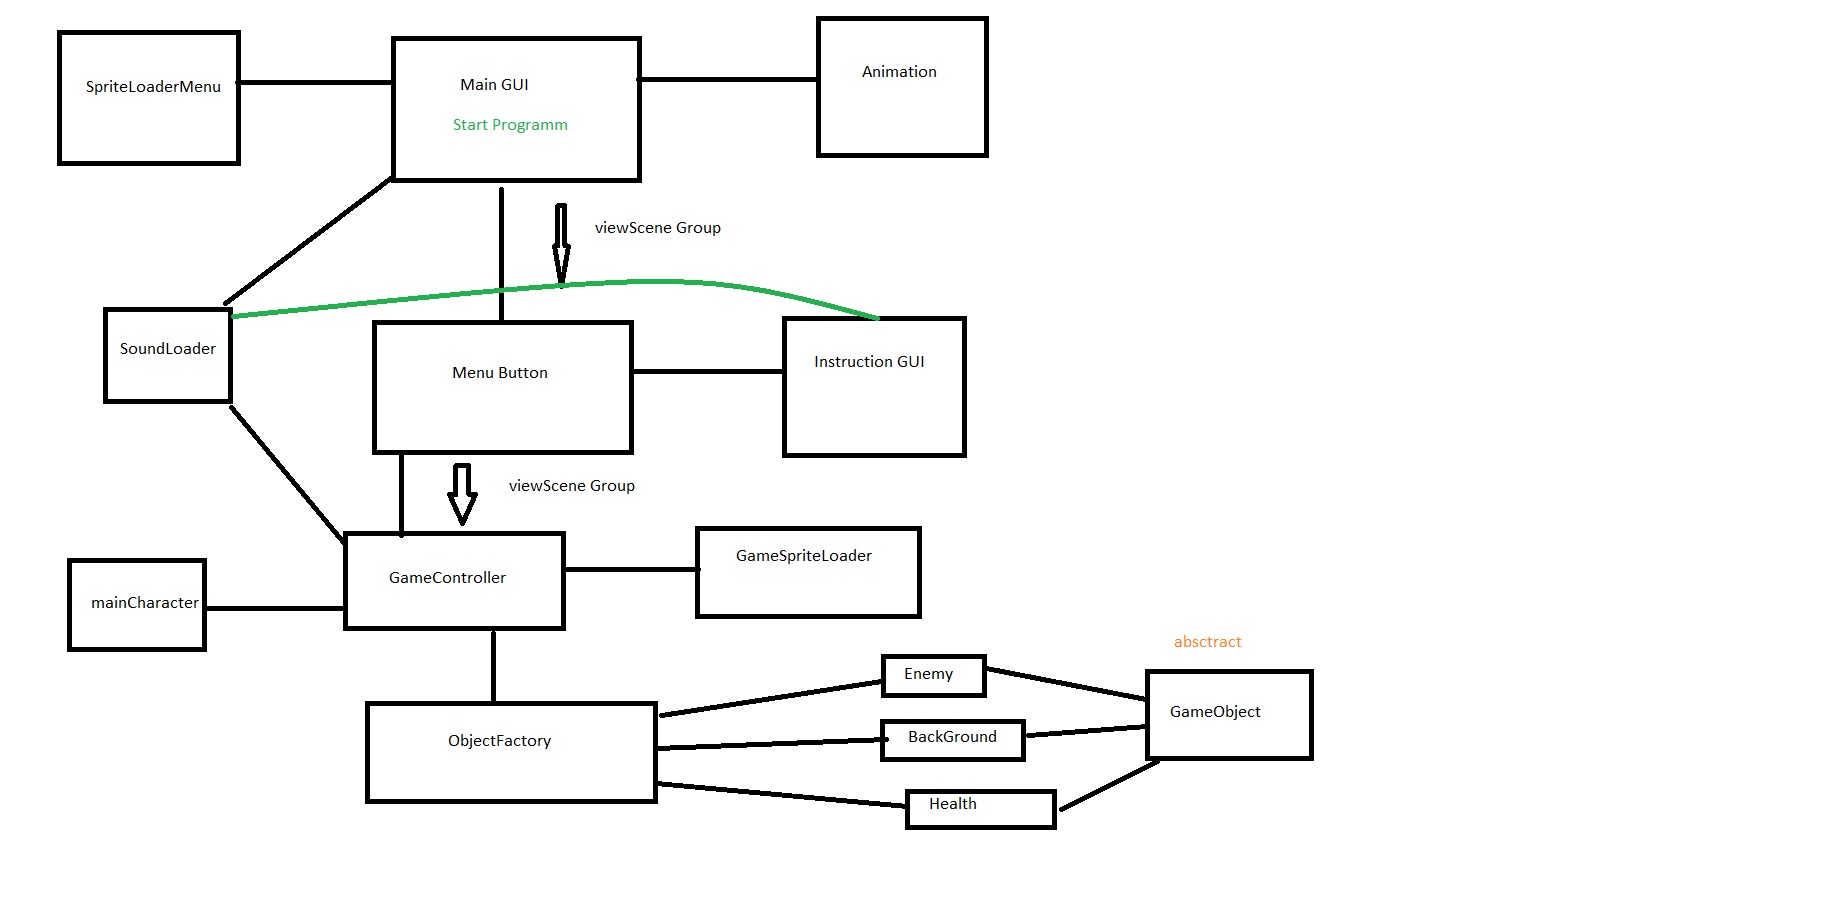 SpriteLoaderMenu
Main GUI
Start Programm
Animation
viewScene Group
SoundLoader
Menu Button
Instruction GUI
viewScene Group
GameController
GameSpriteLoader
mainCharacter
absctract
Enemy
GameObject
BackGround
ObjectFactory
Health